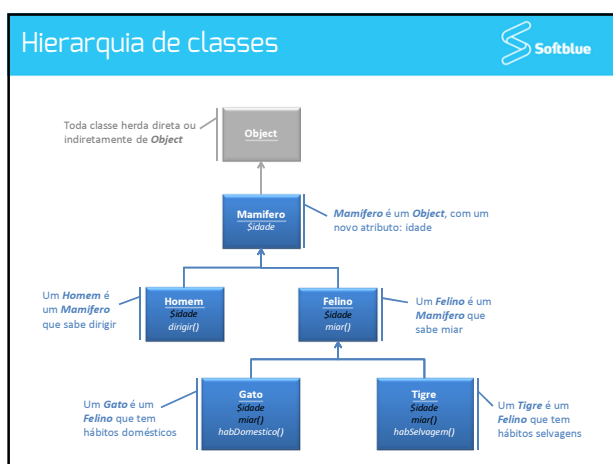 Hierarquia de classes
Softblue
Toda classe herda direta ou
indiretamente de Object
Object
Mamifero
$idade
Mamífero é um Object, com um
novo atributo: idade
Um Homem é
um Mamífero
que sabe dirigir
Homem
$idade
dirigir()
Felino
$idade
miar()
Um Felino é um
Mamífero que
sabe miar
Um Gato é um
Felino que tem
hábitos domésticos
Gato
$idade
miar()
habDomestico()
Tigre
$idade
miar()
habSelvagem()
Um Tigre é um
Felino que tem
hábitos selvagens